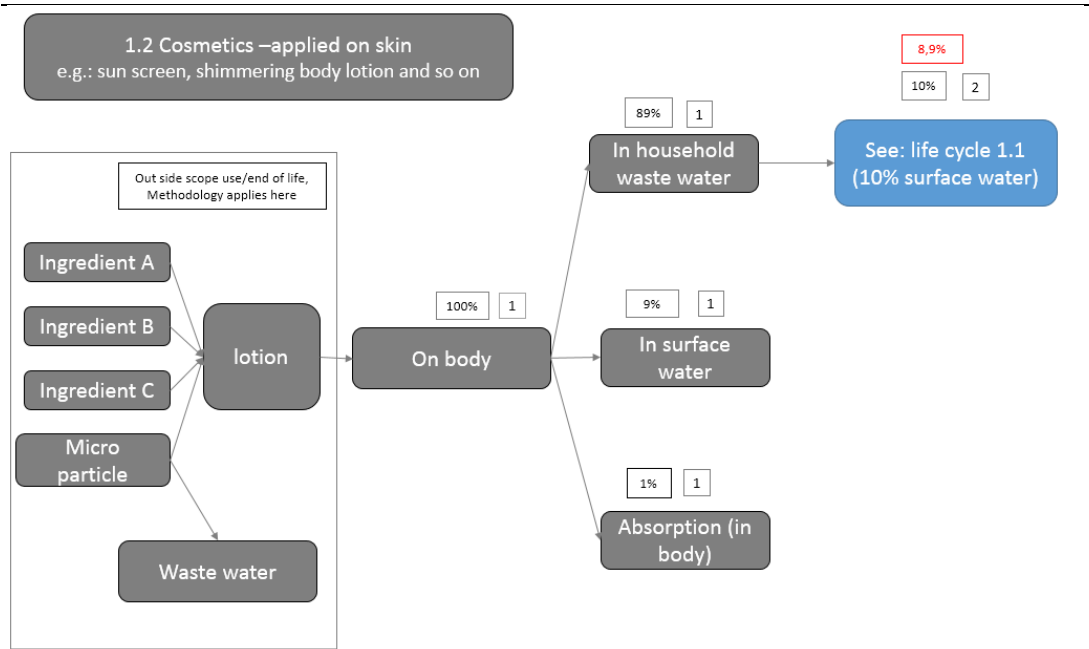 1.2 Cosmetics –applied on skin
e.g.: sun screen, shimmering body lotion and so on
8,9%
10%
2
89%
1
In household
waste water
See: life cycle 1.1
(10% surface water)
Out side scope use/end of life,
Methodology applies here
Ingredient A
Ingredient B
Ingredient C
Micro
particle
lotion
Waste water
100%
1
On body
9%
1
In surface
water
1%
1
Absorption (in
body)